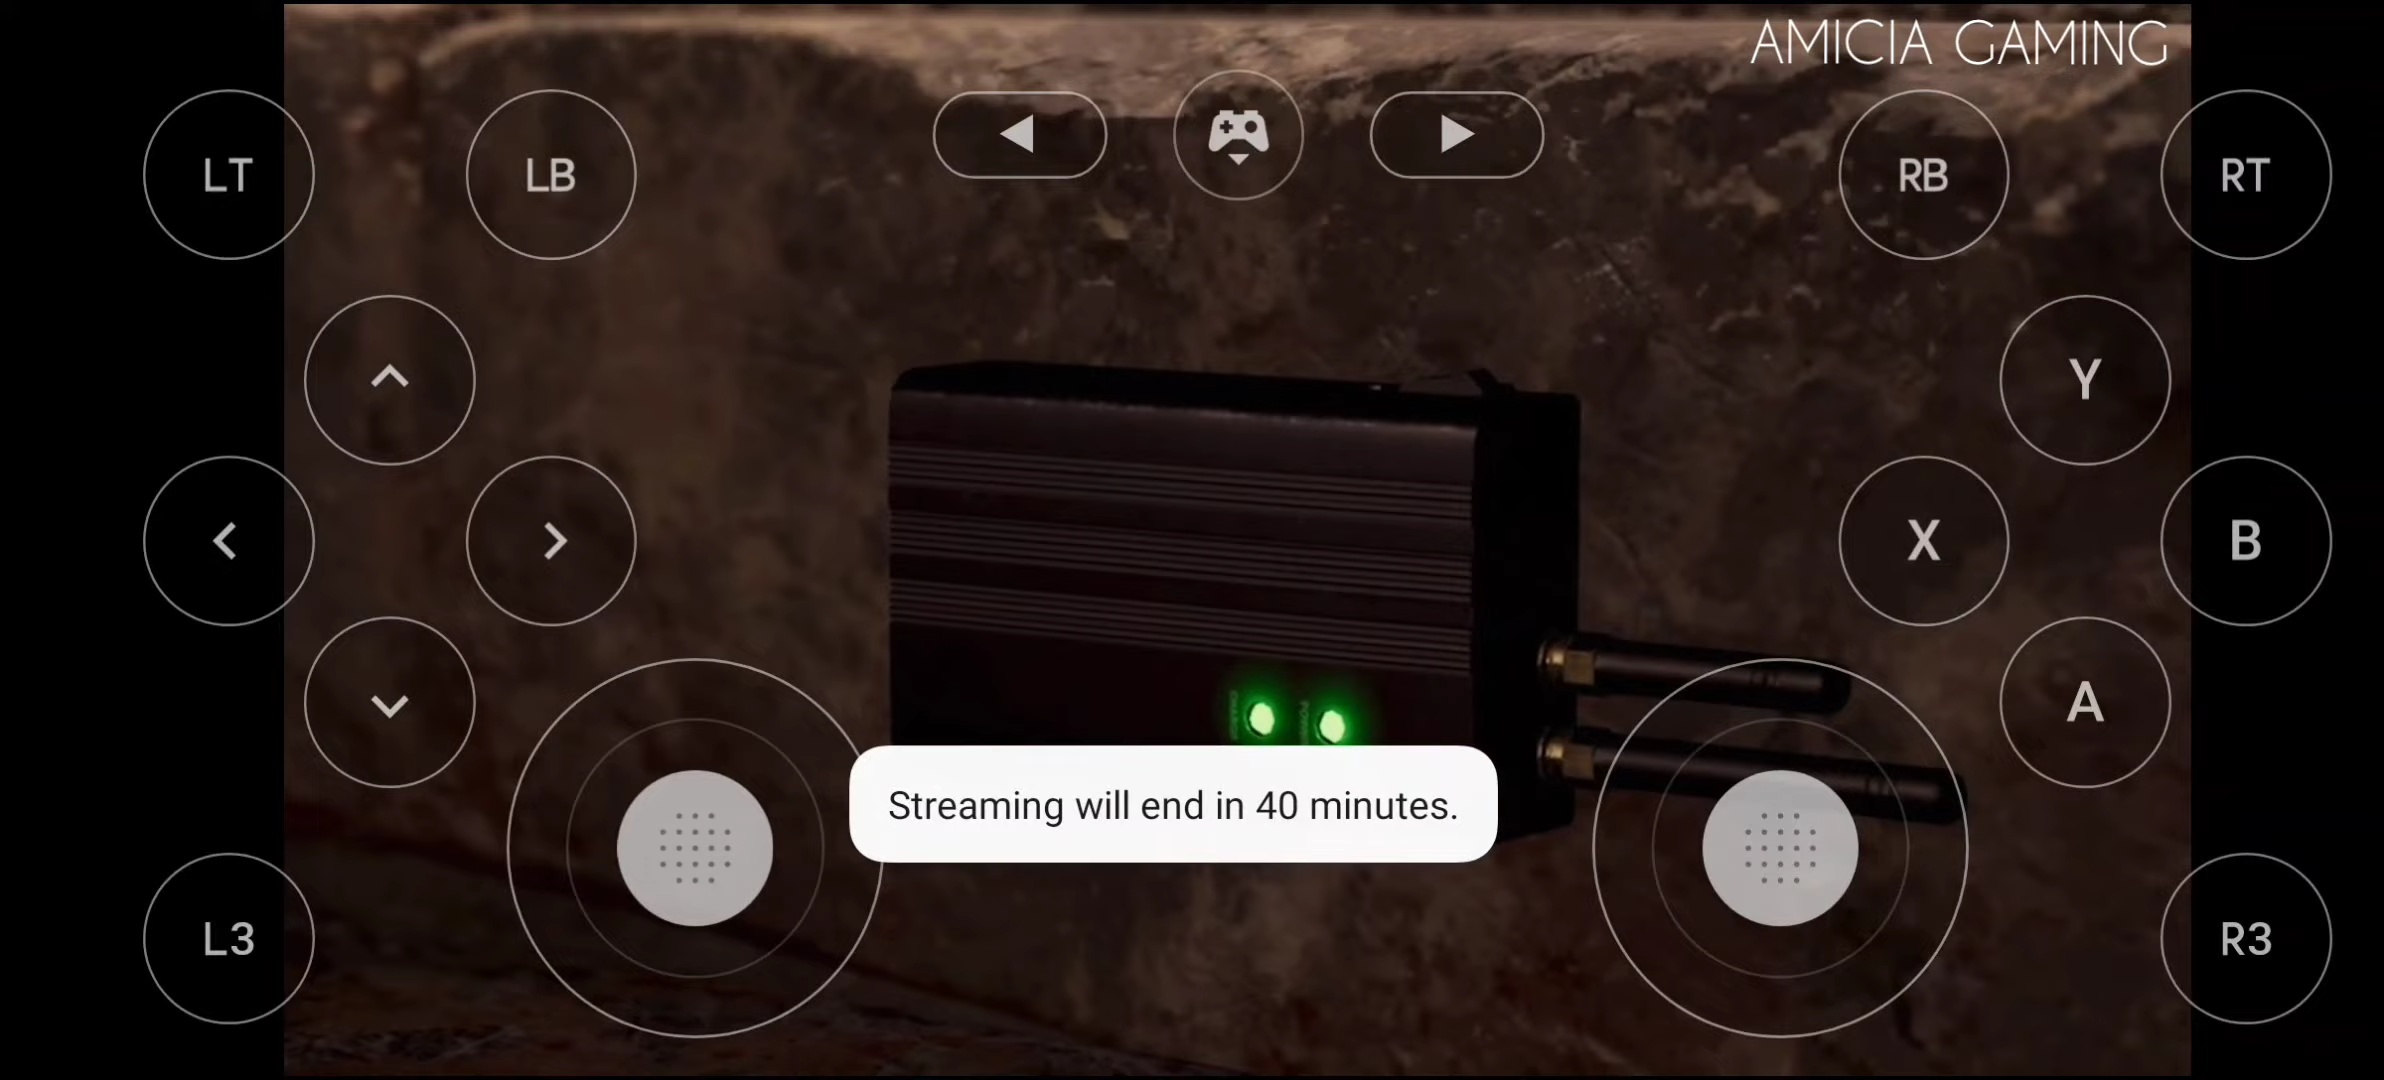 AMICIA GAMING
LT
LB
RB
RT
Y
X
B
A
Streaming will end in 40 minutes.
L3
R3